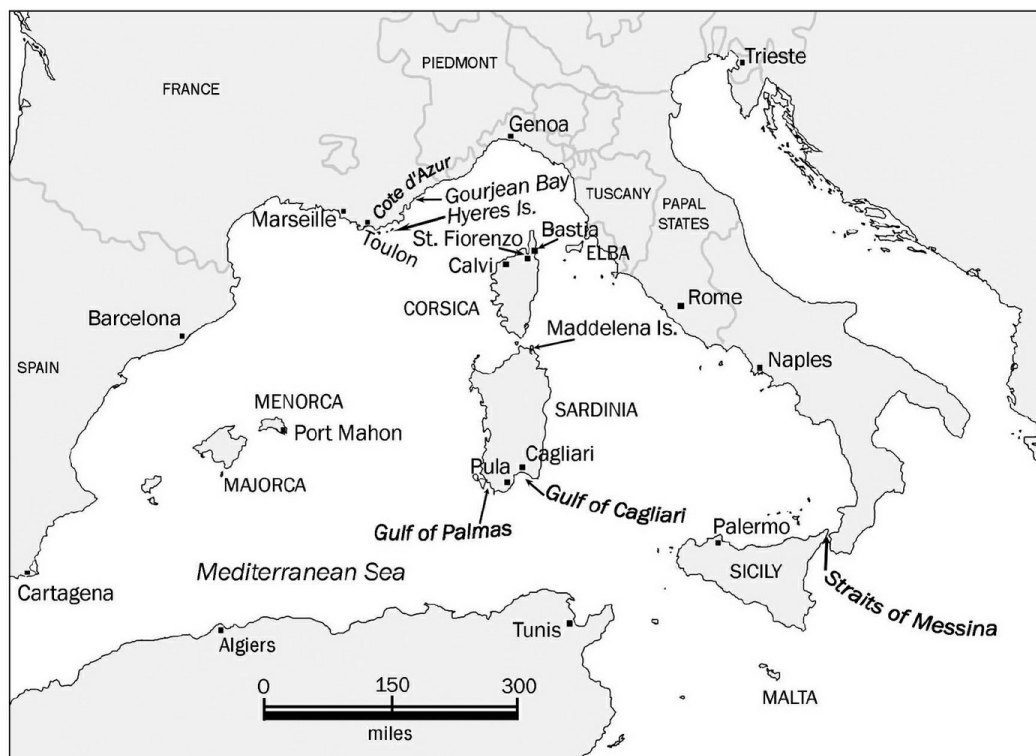 Trieste
PIEDMONT
FRANCE
Genoa
Cote d'Azur
Gourjean Bay
Hyeres Is.
TUSCANY
PAPAL
STATES
Marseille
Toulon
St. Fiorenzo
Bastia
ELBA
Calvi
CORSICA
Rome
Barcelona
Maddelena Is.
SPAIN
Naples
MENORCA
SARDINIA
Port Mahon
Cagliari
Pula
MAJORCA
Gulf of Cagliari
Gulf of Palmas
Palermo
Mediterranean Sea
SICILY
Straits of Messina
Cartagena
Tunis
Algiers
0 150 300
miles
MALTA